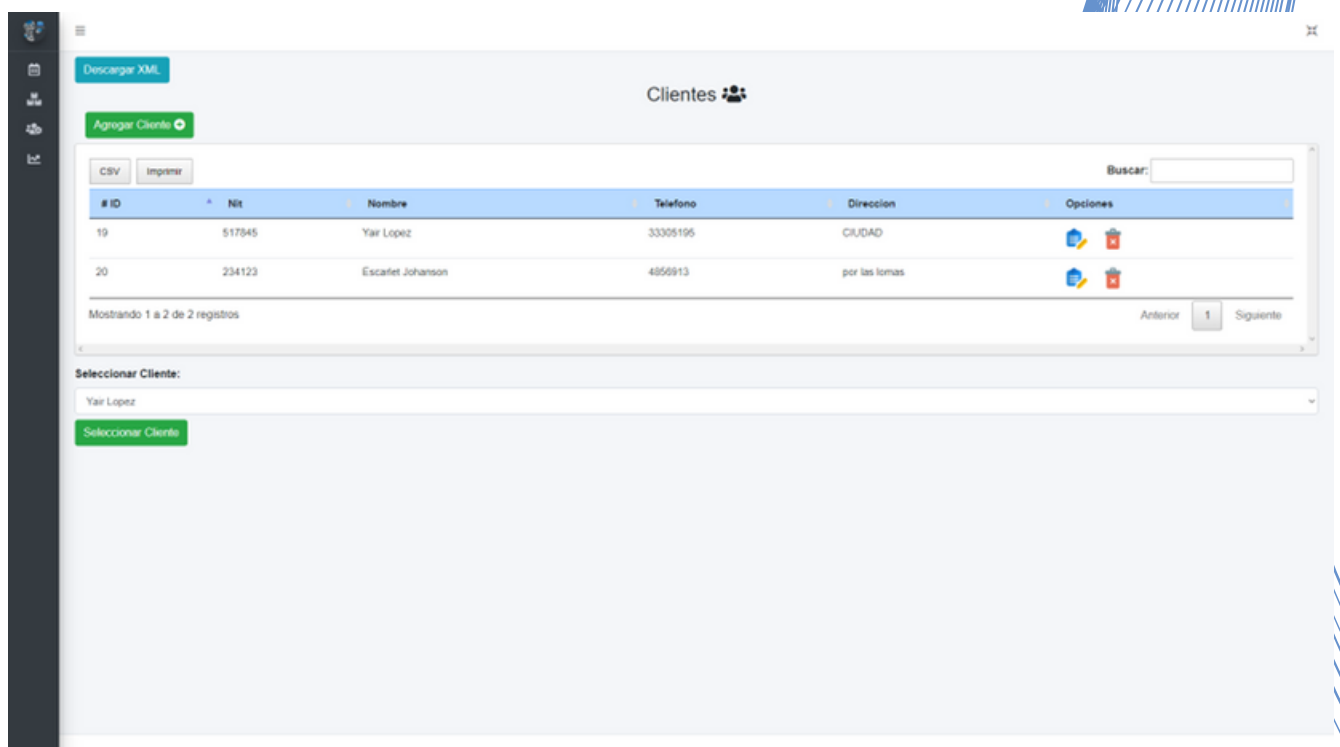 Descargar XML
Clientes
Agregar Cliente
CSV Imprimir Buscar:
# ID Nit Nombre Telefono Direccion Opciones
19 517845 Yair Lopez 33305195 CIUDAD
20 234123 Escarlet Johanson 4856913 por las lomas
Mostrando 1 a 2 de 2 registros Anterior 1 Siguiente
Seleccionar Cliente:
Yair Lopez
Seleccionar Cliente